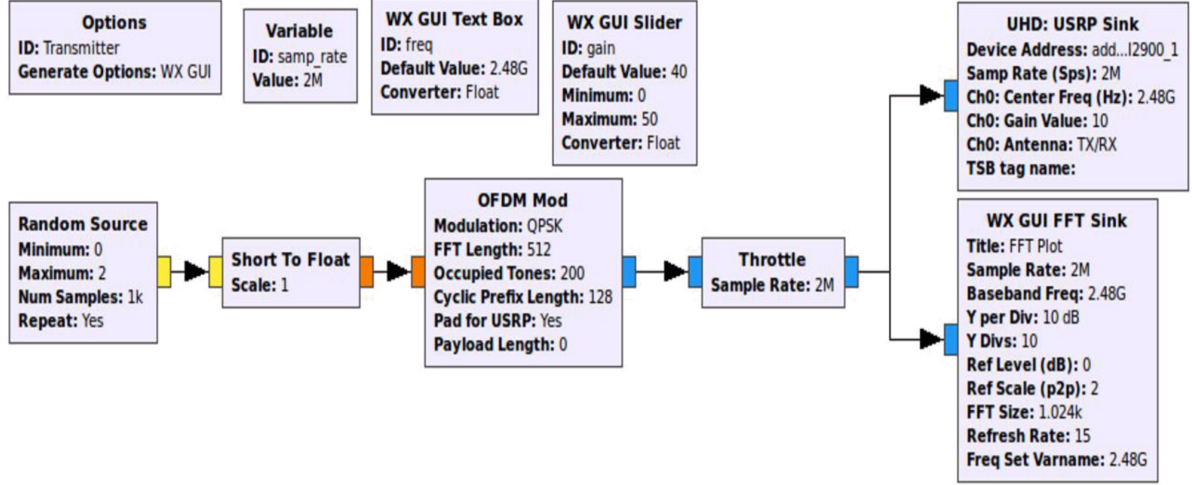 Options
ID: Transmitter
Generate Options: WX GUI
Variable
ID: samp_rate
Value: 2M
WX GUI Text Box
ID: freq
Default Value: 2.48G
Converter: Float
WX GUI Slider
ID: gain
Default Value: 40
Minimum: 0
Maximum: 50
Converter: Float
UHD: USRP Sink
Device Address: add...l2900_1
Samp Rate (Sps): 2M
Ch0: Center Freq (Hz): 2.48G
Ch0: Gain Value: 10
Ch0: Antenna: TX/RX
TSB tag name:
Random Source
Minimum: 0
Maximum: 2
Num Samples: 1k
Repeat: Yes
Short To Float
Scale: 1
OFDM Mod
Modulation: QPSK
FFT Length: 512
Occupied Tones: 200
Cyclic Prefix Length: 128
Pad for USRP: Yes
Payload Length: 0
Throttle
Sample Rate: 2M
WX GUI FFT Sink
Title: FFT Plot
Sample Rate: 2M
Baseband Freq: 2.48G
Y per Div: 10 dB
Y Divs: 10
Ref Level (dB): 0
Ref Scale (p2p): 2
FFT Size: 1.024k
Refresh Rate: 15
Freq Set Varname: 2.48G